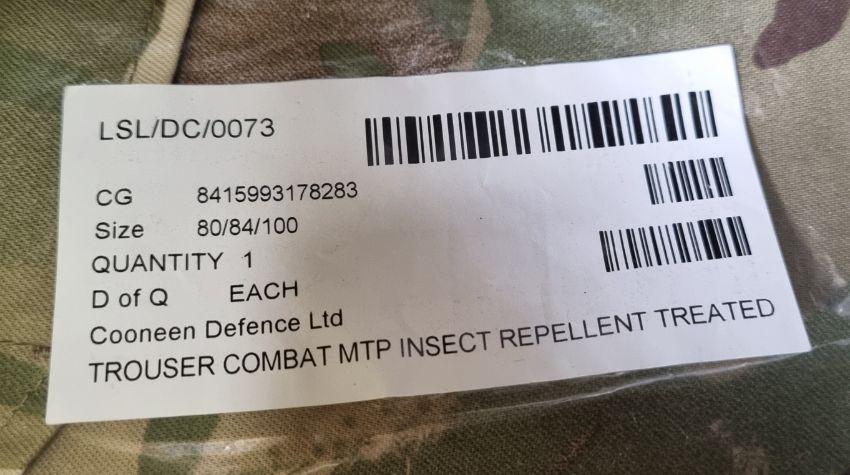 LSL/DC/0073
CG 8415993178283
Size 80/84/100
QUANTITY 1
D of Q EACH
Cooneen Defence Ltd
TROUSER COMBAT MTP INSECT REPELLENT TREATED